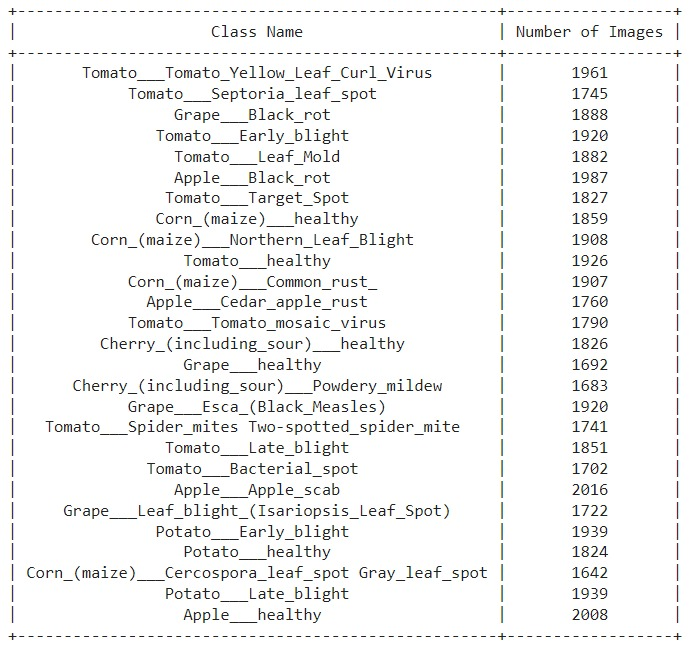 +------------------------------------------------+------------------+
| Class Name | Number of Images |
+------------------------------------------------+------------------+
| Tomato___Tomato_Yellow_Leaf_Curl_Virus | 1961 |
| Tomato___Septoria_leaf_spot | 1745 |
| Grape___Black_rot | 1888 |
| Tomato___Early_blight | 1920 |
| Tomato___Leaf_Mold | 1882 |
| Apple___Black_rot | 1987 |
| Tomato___Target_Spot | 1827 |
| Corn_(maize)___healthy | 1859 |
| Corn_(maize)___Northern_Leaf_Blight | 1908 |
| Tomato___healthy | 1926 |
| Corn_(maize)___Common_rust_ | 1907 |
| Apple___Cedar_apple_rust | 1760 |
| Tomato___Tomato_mosaic_virus | 1790 |
| Cherry_(including_sour)___healthy | 1826 |
| Grape___healthy | 1692 |
| Cherry_(including_sour)___Powdery_mildew | 1683 |
| Grape___Esca_(Black_Measles) | 1920 |
| Tomato___Spider_mites Two-spotted_spider_mite | 1741 |
| Tomato___Late_blight | 1851 |
| Tomato___Bacterial_spot | 1702 |
| Apple___Apple_scab | 2016 |
| Grape___Leaf_blight_(Isariopsis_Leaf_Spot) | 1722 |
| Potato___Early_blight | 1939 |
| Potato___healthy | 1824 |
| Corn_(maize)___Cercospora_leaf_spot Gray_leaf_spot | 1642 |
| Potato___Late_blight | 1939 |
| Apple___healthy | 2008 |
+------------------------------------------------+------------------+